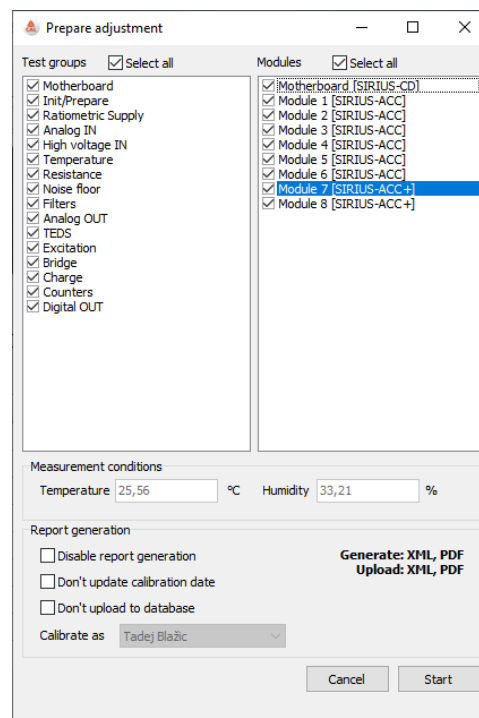 Prepare adjustment
Test groups Select all
Motherboard
Init/Prepare
Ratiometric Supply
Analog IN
High voltage IN
Temperature
Resistance
Noise floor
Filters
Analog OUT
TEDS
Excitation
Bridge
Charge
Counters
Digital OUT
Modules Select all
Motherboard [SIRIUS-CD]
Module 1 [SIRIUS-ACC]
Module 2 [SIRIUS-ACC]
Module 3 [SIRIUS-ACC]
Module 4 [SIRIUS-ACC]
Module 5 [SIRIUS-ACC]
Module 6 [SIRIUS-ACC]
Module 7 [SIRIUS-ACC+]
Module 8 [SIRIUS-ACC+]
Measurement conditions
Temperature 25,56 °C Humidity 33,21 %
Report generation
Disable report generation
Don't update calibration date
Don't upload to database
Generate: XML, PDF
Upload: XML, PDF
Calibrate as Tadej Blažic
Cancel Start